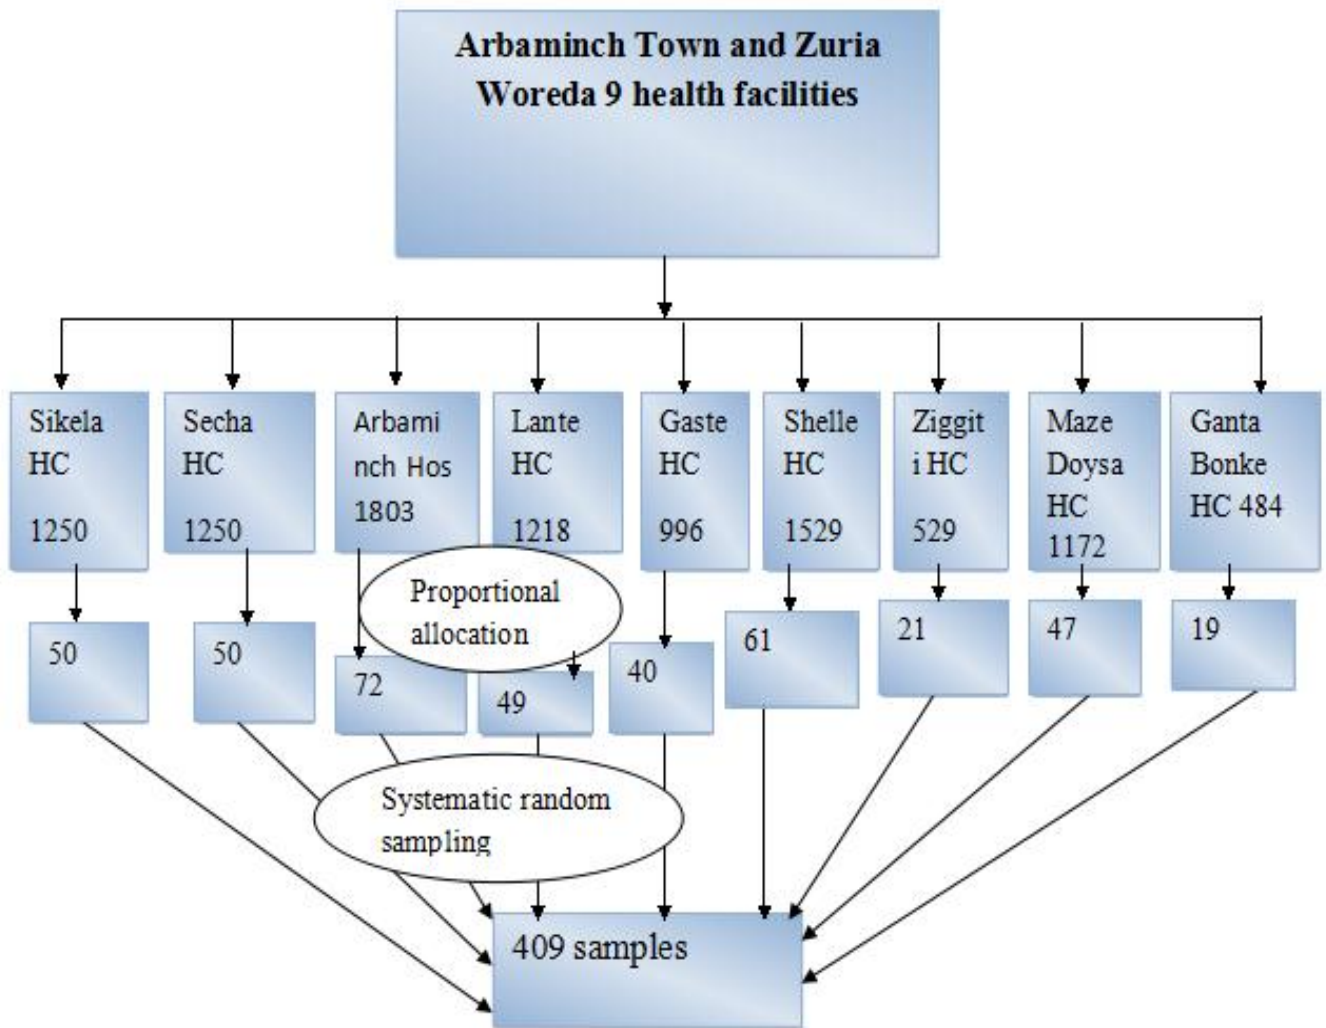 Arbaminch Town and Zuria
Woreda 9 health facilities
Sikela
HC
1250
Secha
HC
1250
Arbami
nch Hos
1803
Lante
HC
1218
Gaste
HC
996
Shelle
HC
1529
Ziggit
i HC
529
Maze
Doysa
HC
1172
Ganta
Bonke
HC 484
Proportional
allocation
50
50
72
49
40
61
21
47
19
Systematic random
sampling
409 samples